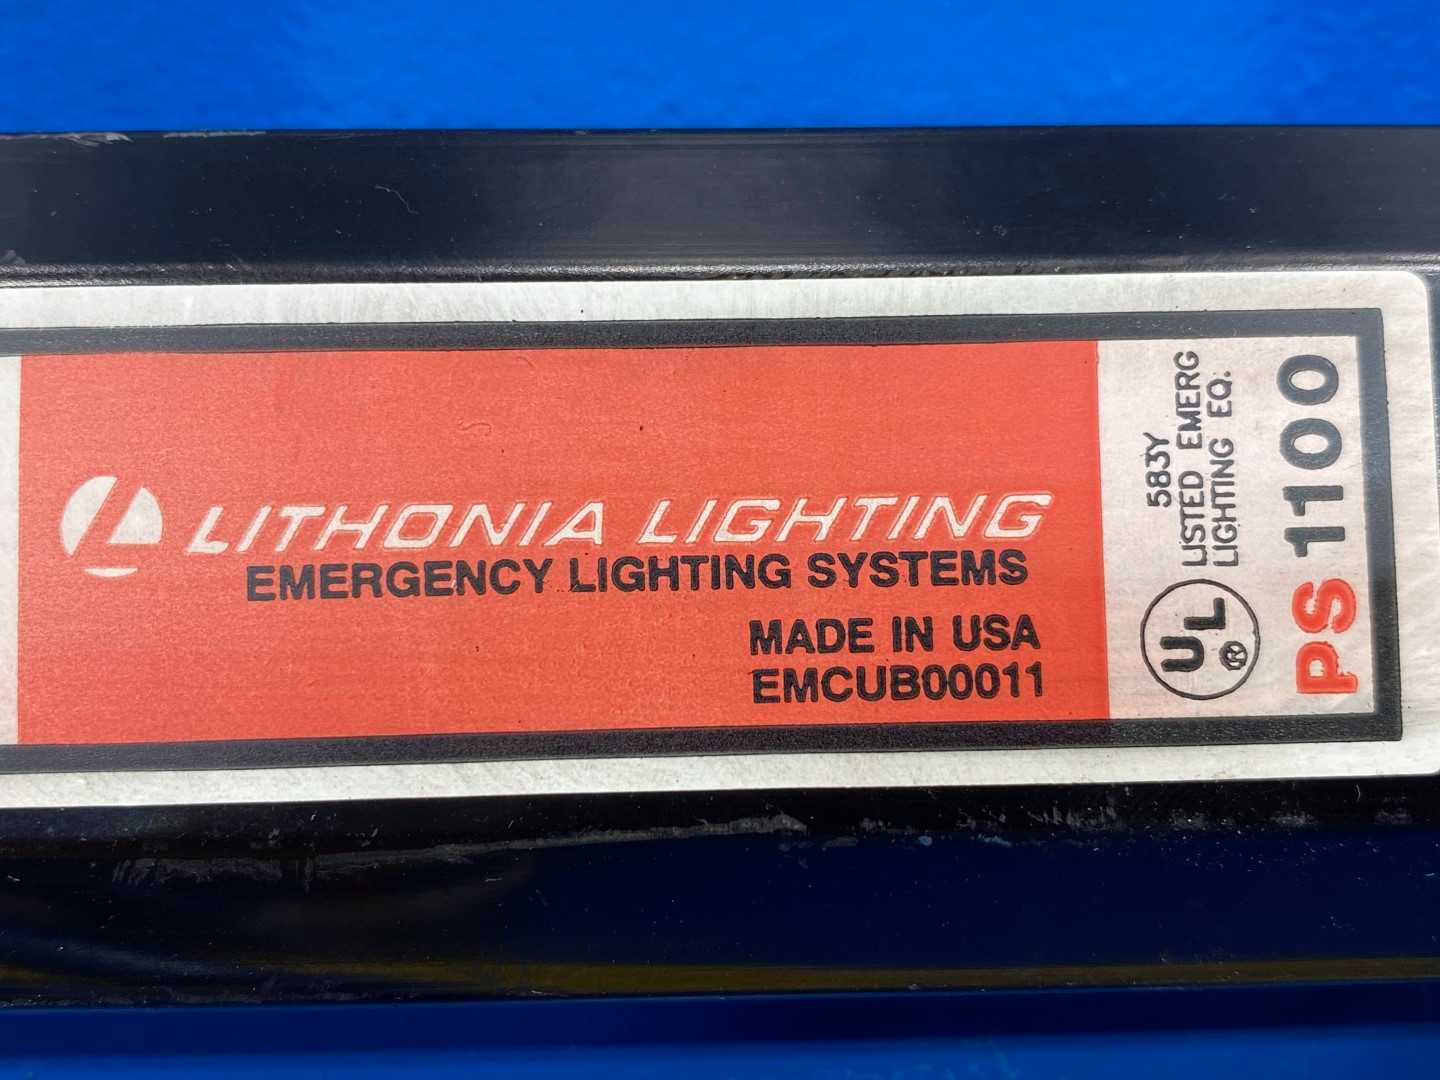 LITHONIA LIGHTING
EMERGENCY LIGHTING SYSTEMS
MADE IN USA
EMCUB00011
583Y
LISTED EMERG
LIGHTING EQ.
UL®
PS 1100